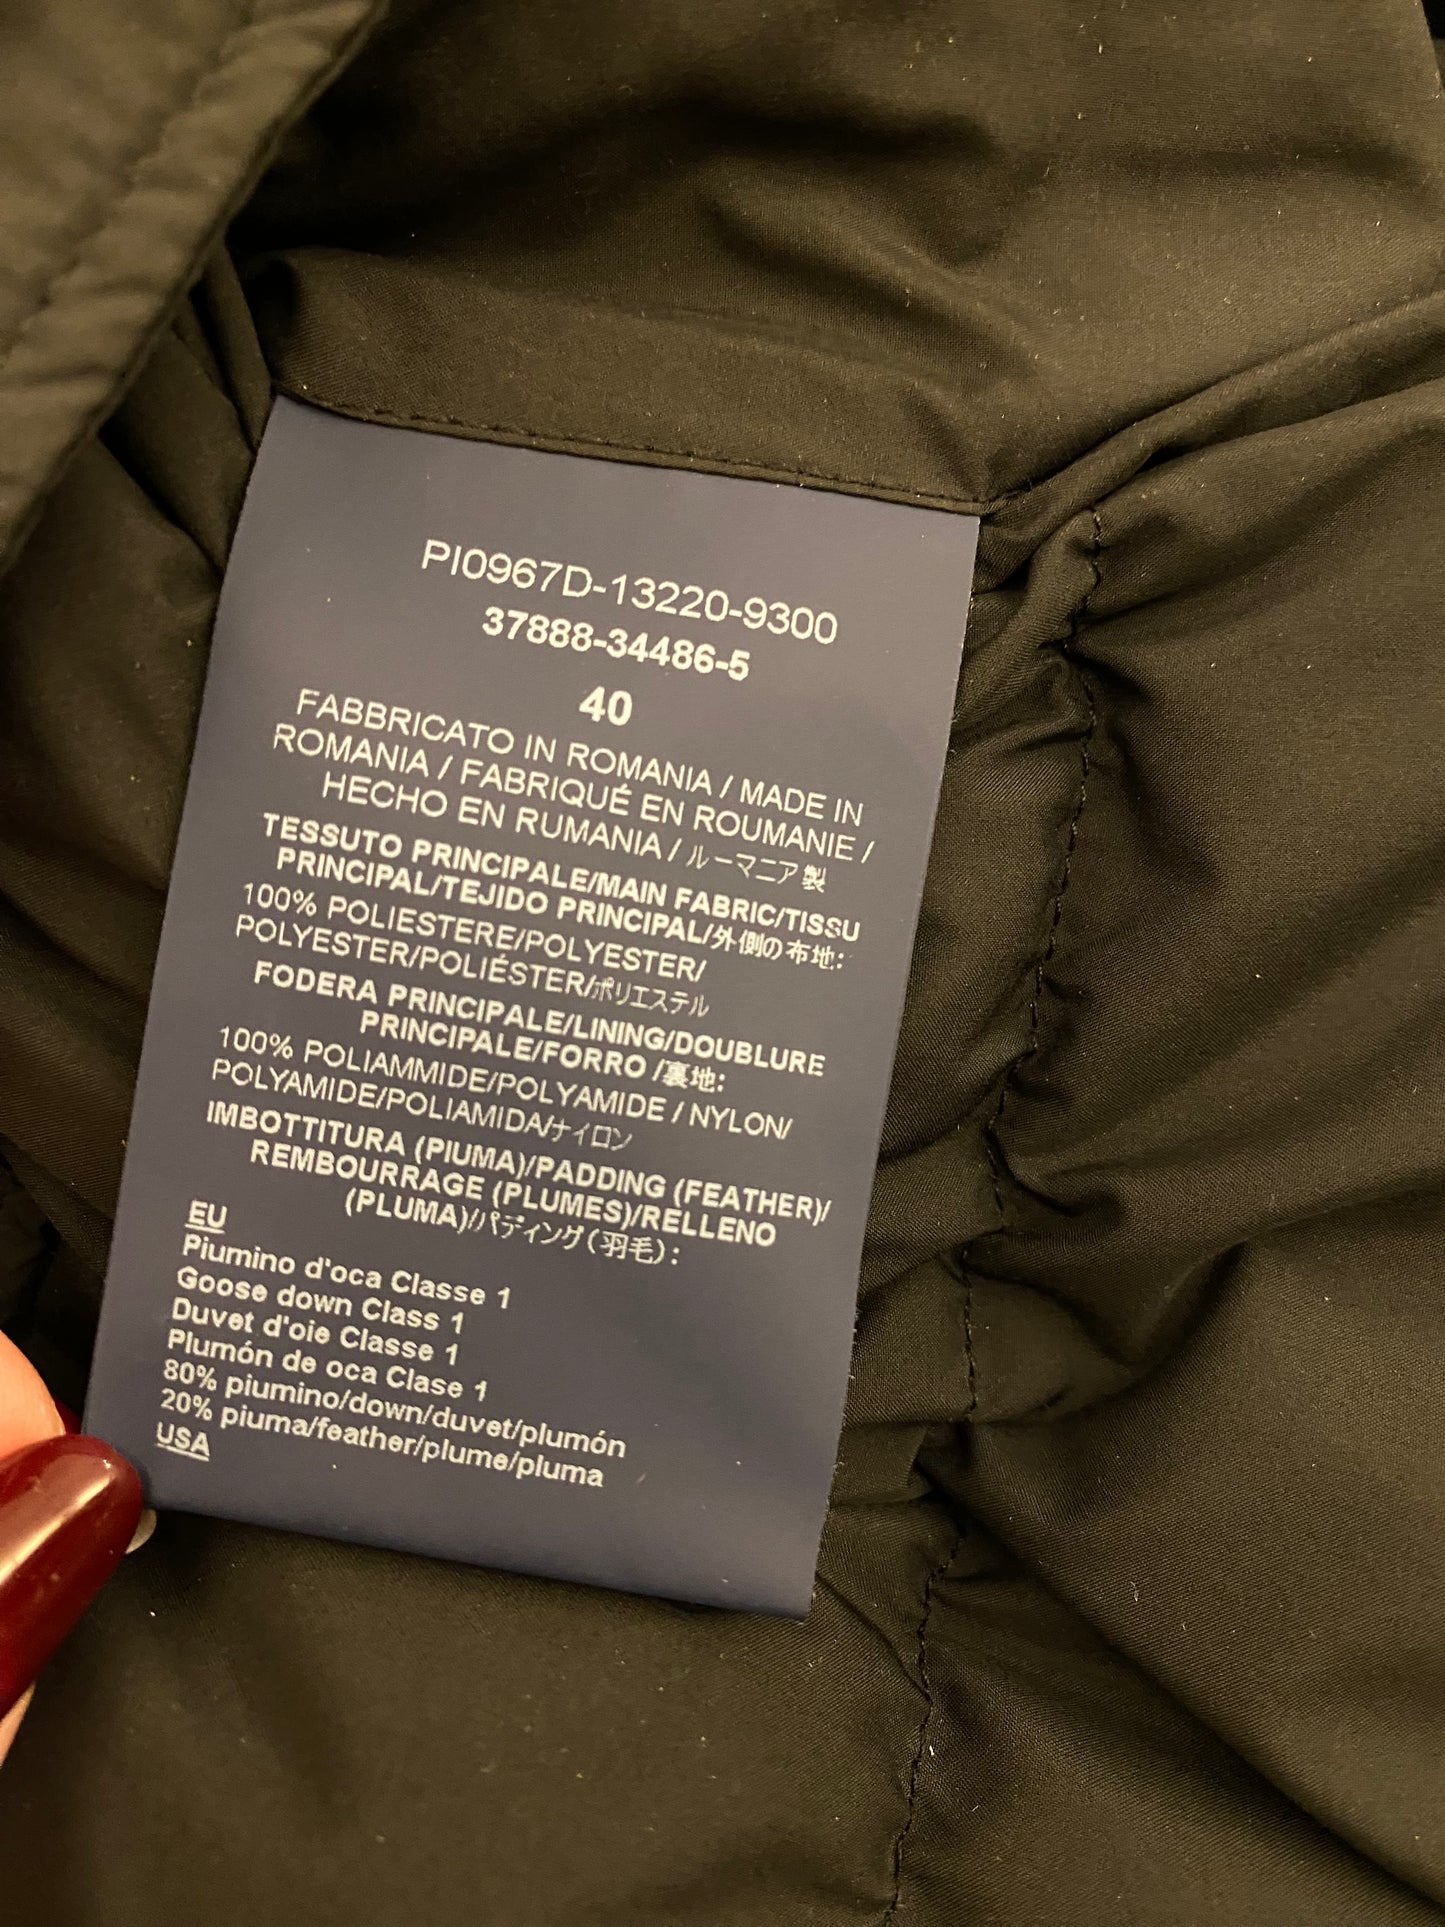 PI0967D-13220-9300
37888-34486-5
40
FABBRICATO IN ROMANIA / MADE IN
ROMANIA / FABRIQUÉ EN ROUMANIE /
HECHO EN RUMANIA / ルーマニア製
TESSUTO PRINCIPALE/MAIN FABRIC/TISSU
PRINCIPAL/TEJIDO PRINCIPAL/外側の布地:
100% POLIESTERE/POLYESTER/
POLYESTER/POLIÉSTER/ポリエステル
FODERA PRINCIPALE/LINING/DOUBLURE
PRINCIPALE/FORRO /裏地:
100% POLIAMMIDE/POLYAMIDE / NYLON/
POLYAMIDE/POLIAMIDA/ナイロン
IMBOTTITURA (PIUMA)/PADDING (FEATHER)/
REMBOURRAGE (PLUMES)/RELLENO
(PLUMA)/パディング(羽毛):
EU
Piumino d'oca Classe 1
Goose down Class 1
Duvet d'oie Classe 1
Plumón de oca Clase 1
80% piumino/down/duvet/plumón
20% piuma/feather/plume/pluma
USA